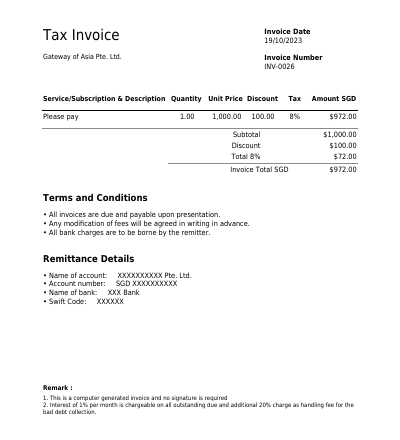 Tax Invoice
Invoice Date
19/10/2023
Gateway of Asia Pte. Ltd.
Invoice Number
INV-0026
Service/Subscription & Description Quantity Unit Price Discount Tax Amount SGD
Please pay 1.00 1,000.00 100.00 8% $972.00
Subtotal $1,000.00
Discount $100.00
Total 8% $72.00
Invoice Total SGD $972.00
Terms and Conditions
• All invoices are due and payable upon presentation.
• Any modification of fees will be agreed in writing in advance.
• All bank charges are to be borne by the remitter.
Remittance Details
• Name of account: XXXXXXXXXX Pte. Ltd.
• Account number: SGD XXXXXXXXXX
• Name of bank: XXX Bank
• Swift Code: XXXXXX
Remark :
1. This is a computer generated invoice and no signature is required
2. Interest of 1% per month is chargeable on all outstanding due and additional 20% charge as handling fee for the
bad debt collection.